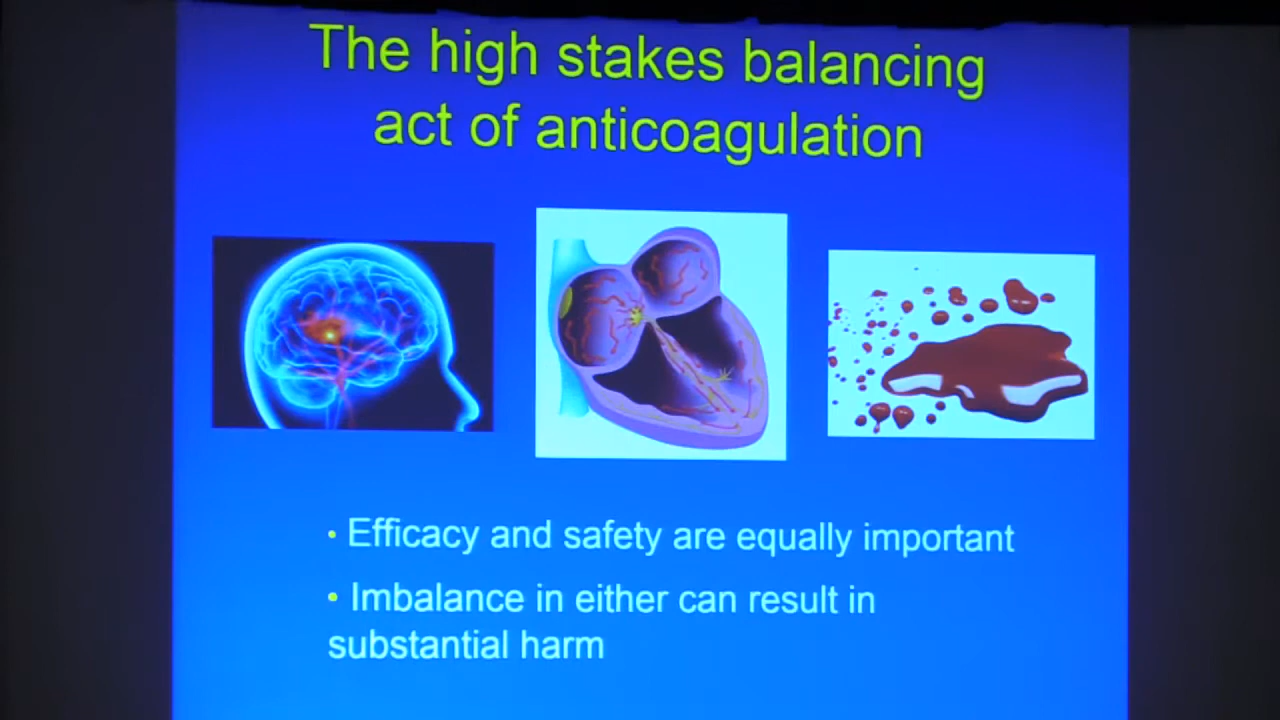 The high stakes balancing
act of anticoagulation
• Efficacy and safety are equally important
• Imbalance in either can result in
substantial harm